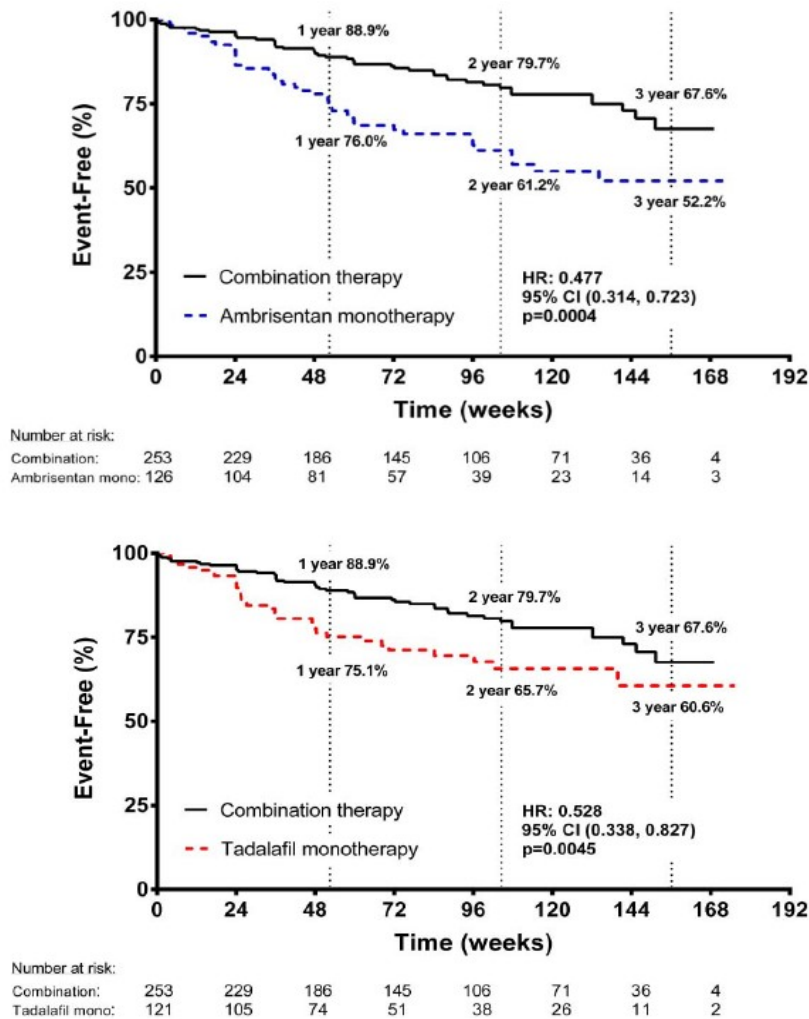 100
75
50
25
0
Event-Free (%)
1 year 88.9%
2 year 79.7%
3 year 67.6%
1 year 76.0%
2 year 61.2%
3 year 52.2%
Combination therapy
Ambrisentan monotherapy
HR: 0.477
95% CI (0.314, 0.723)
p=0.0004
0 24 48 72 96 120 144 168 192
Time (weeks)
Number at risk:
Combination: 253 229 186 145 106 71 36 4
Ambrisentan mono: 126 104 81 57 39 23 14 3
100
75
50
25
0
Event-Free (%)
1 year 88.9%
2 year 79.7%
3 year 67.6%
1 year 75.1%
2 year 65.7%
3 year 60.6%
Combination therapy
Tadalafil monotherapy
HR: 0.528
95% CI (0.338, 0.827)
p=0.0045
0 24 48 72 96 120 144 168 192
Time (weeks)
Number at risk:
Combination: 253 229 186 145 106 71 36 4
Tadalafil mono: 121 105 74 51 38 26 11 2